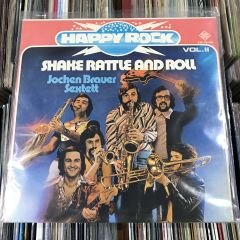 HAPPY ROCK
VOL. II
SHAKE RATTLE AND ROLL
Jochen Brauer
Sextett